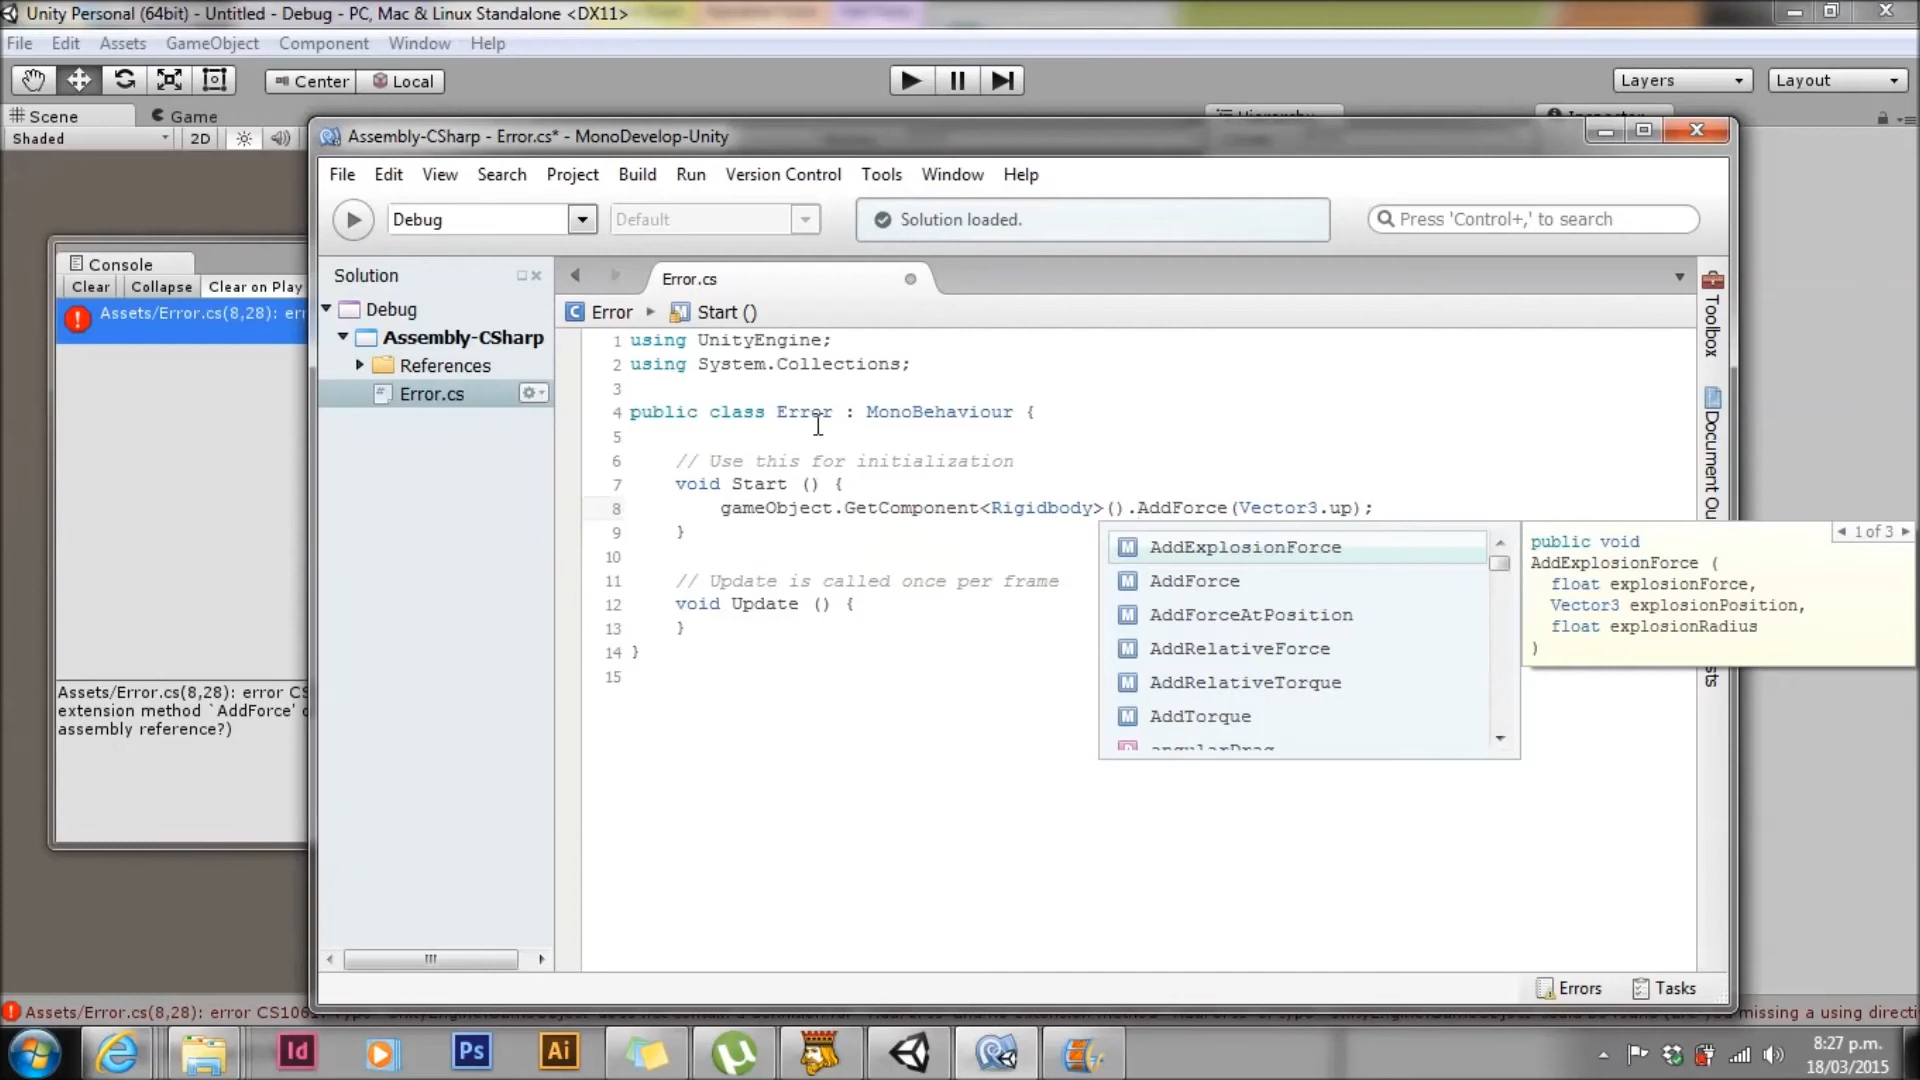 Unity Personal (64bit) - Untitled - Debug - PC, Mac & Linux Standalone <DX11>
File Edit Assets GameObject Component Window Help
Center Local Layers Layout
Scene Game
Shaded 2D
Assembly-CSharp - Error.cs* - MonoDevelop-Unity
File Edit View Search Project Build Run Version Control Tools Window Help
Debug Default Solution loaded. Press 'Control+,' to search
Console
Clear Collapse Clear on Play
Assets/Error.cs(8,28): err
Assets/Error.cs(8,28): error CS
extension method `AddForce'
assembly reference?)
Solution
Debug
Assembly-CSharp
References
Error.cs
Error.cs
Error Start ()
1 using UnityEngine;
2 using System.Collections;
3
4 public class Error : MonoBehaviour {
5
6 // Use this for initialization
7 void Start () {
8 gameObject.GetComponent<Rigidbody>().AddForce(Vector3.up);
9 }
10
11 // Update is called once per frame
12 void Update () {
13 }
14 }
15
AddExplosionForce
AddForce
AddForceAtPosition
AddRelativeForce
AddRelativeTorque
AddTorque
angularDrag
1 of 3
public void
AddExplosionForce (
float explosionForce,
Vector3 explosionPosition,
float explosionRadius
)
Toolbox
Document Ou
Errors Tasks
Assets/Error.cs(8,28): error CS106
missing a using directi
Id Ps Ai
8:27 p.m.
18/03/2015